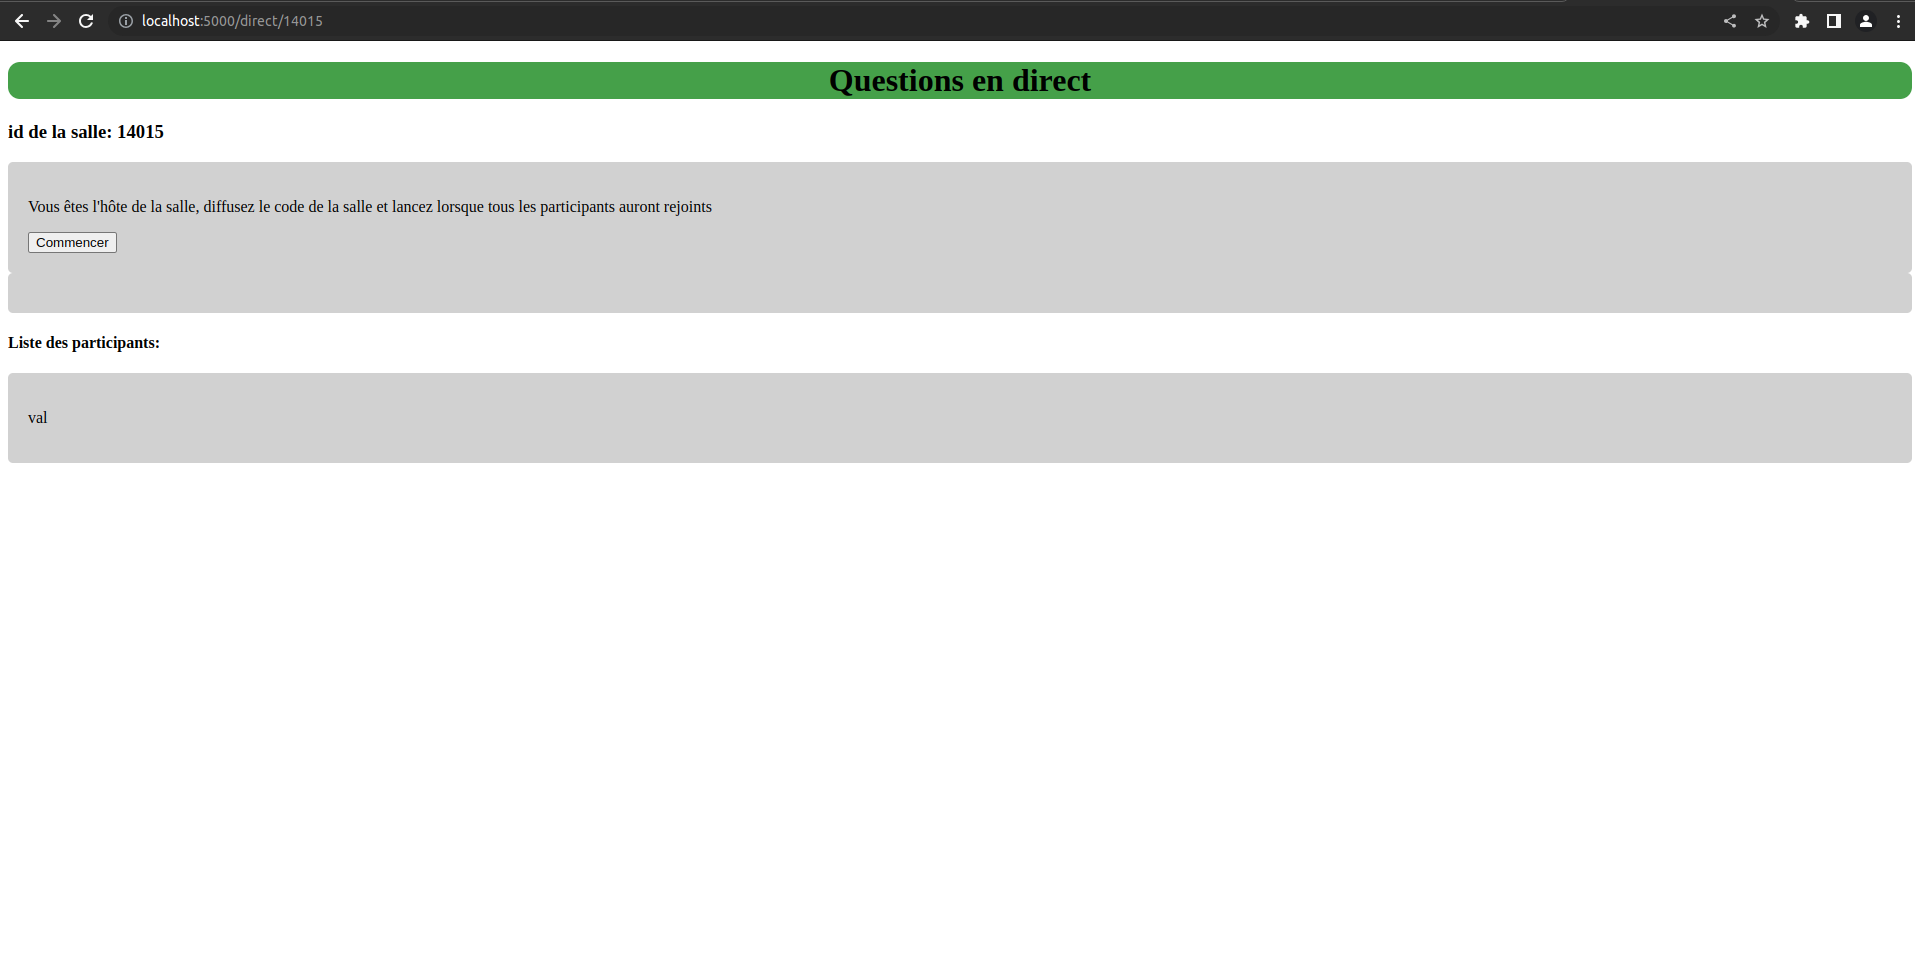 localhost:5000/direct/14015
Questions en direct
id de la salle: 14015
Vous êtes l'hôte de la salle, diffusez le code de la salle et lancez lorsque tous les participants auront rejoints
Commencer
Liste des participants:
val